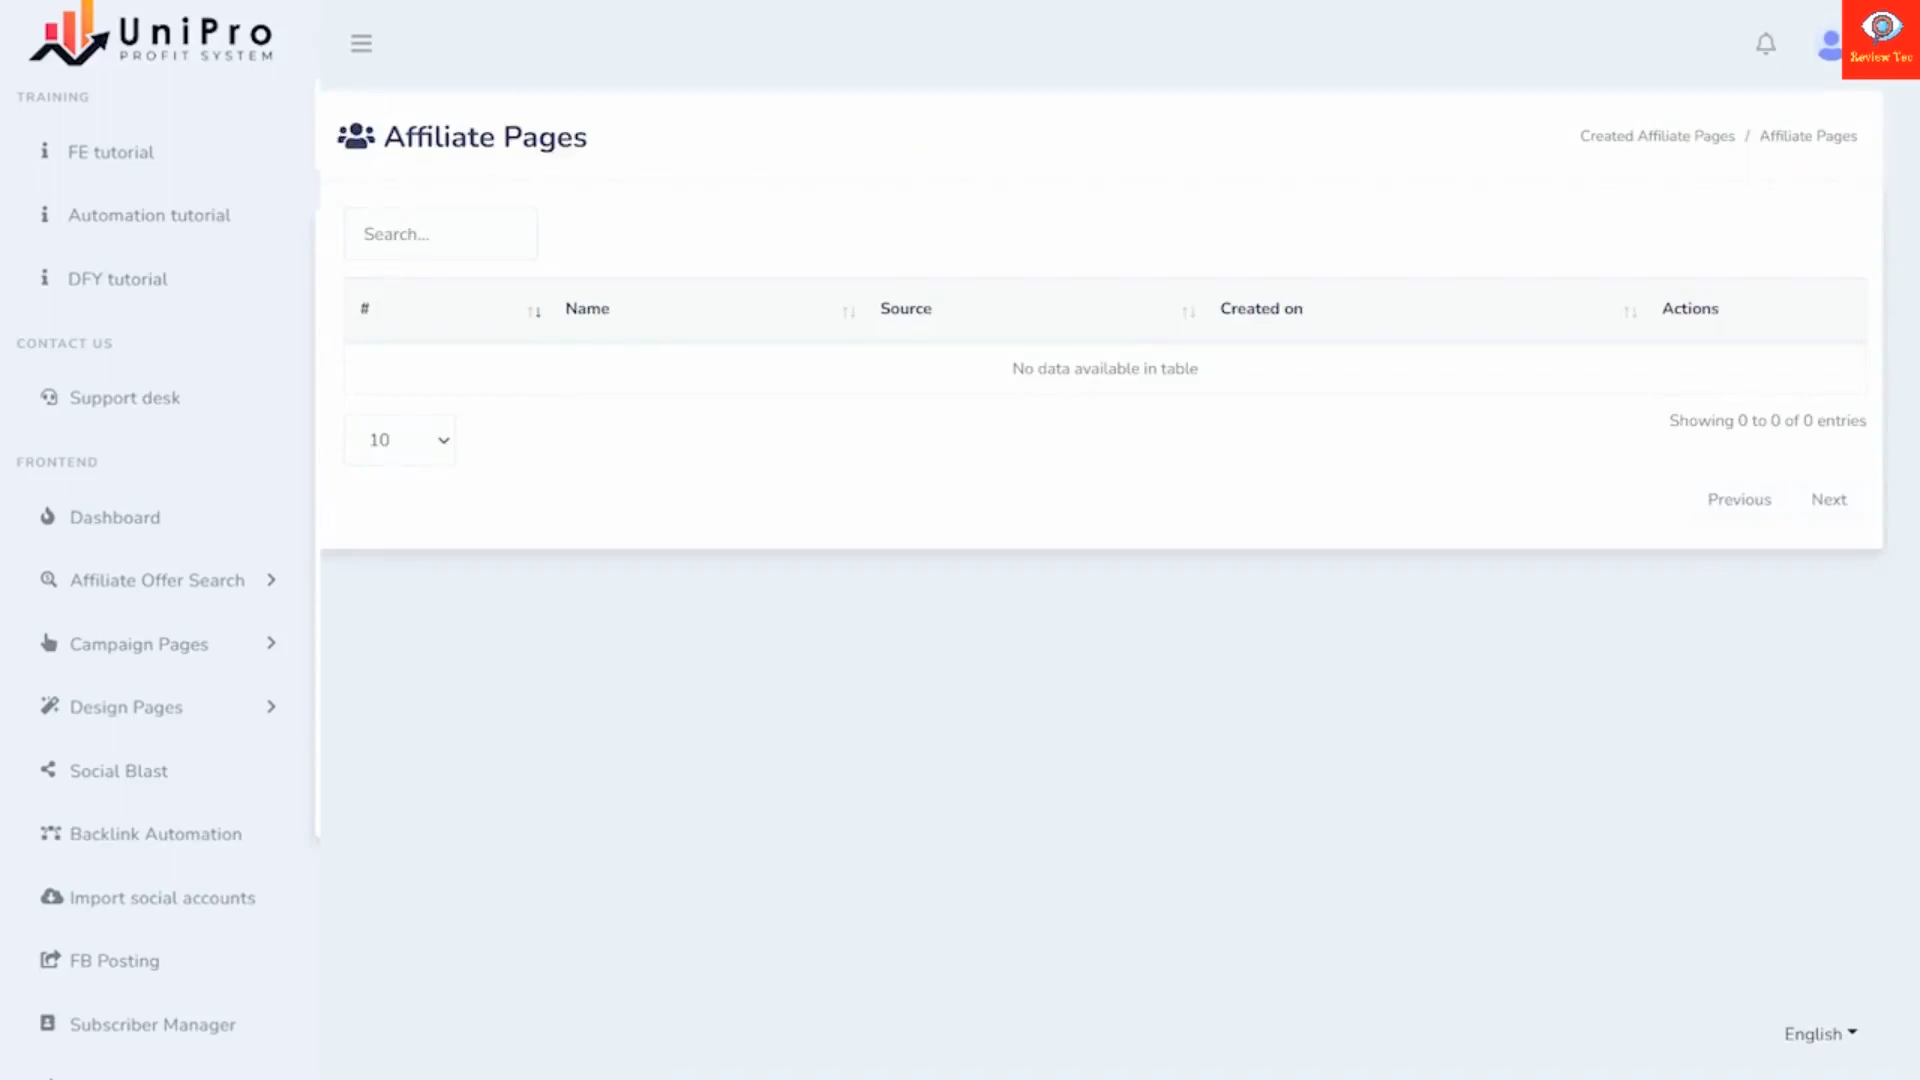 UniPro
PROFIT SYSTEM
Review Tec
TRAINING
FE tutorial
Automation tutorial
DFY tutorial
CONTACT US
Support desk
FRONTEND
Dashboard
Affiliate Offer Search
Campaign Pages
Design Pages
Social Blast
Backlink Automation
Import social accounts
FB Posting
Subscriber Manager
Affiliate Pages
Created Affiliate Pages / Affiliate Pages
Search...
# Name Source Created on Actions
No data available in table
Showing 0 to 0 of 0 entries
10
Previous Next
English